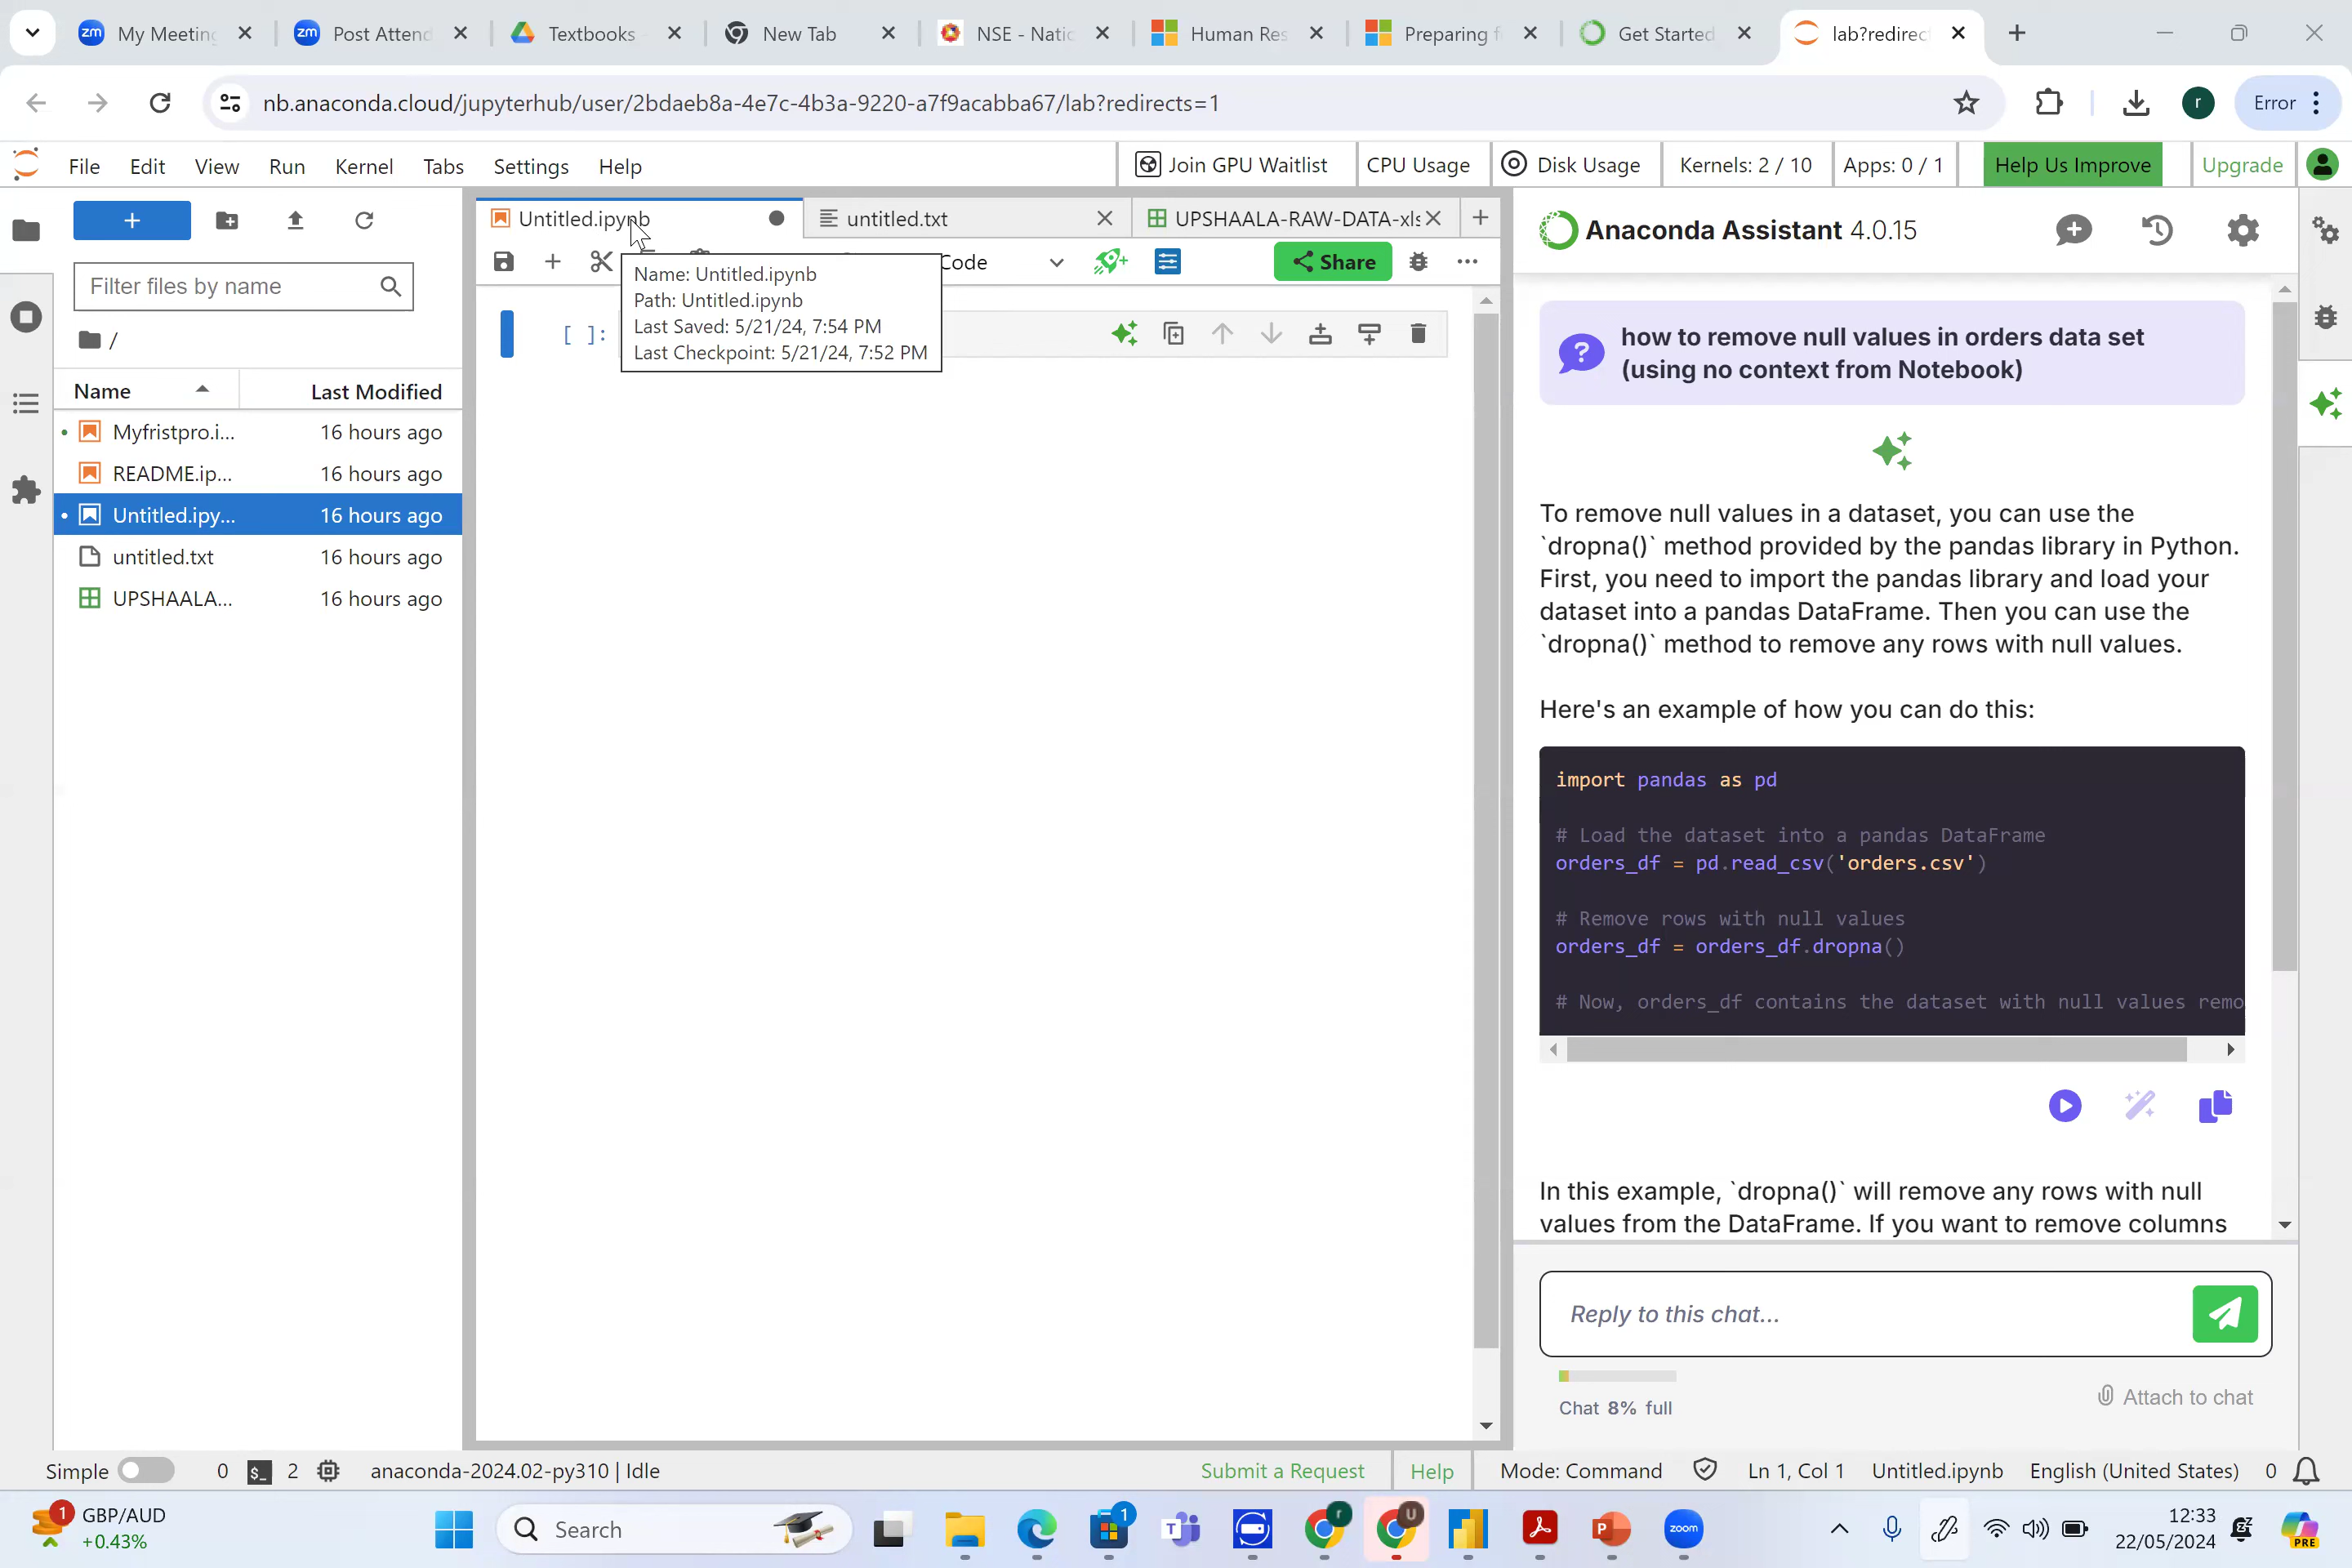 My Meeting
Post Attend
Textbooks -
New Tab
NSE - Natio
Human Res
Preparing f
Get Started
lab?redirec
nb.anaconda.cloud/jupyterhub/user/2bdaeb8a-4e7c-4b3a-9220-a7f9acabba67/lab?redirects=1
r
Error
File Edit View Run Kernel Tabs Settings Help
Join GPU Waitlist
CPU Usage
Disk Usage
Kernels: 2 / 10
Apps: 0 / 1
Help Us Improve
Upgrade
Untitled.ipynb
untitled.txt
UPSHAALA-RAW-DATA-xls
Code
Share
Name: Untitled.ipynb
Path: Untitled.ipynb
Last Saved: 5/21/24, 7:54 PM
Last Checkpoint: 5/21/24, 7:52 PM
[ ]:
Filter files by name
/
Name Last Modified
Myfristpro.i... 16 hours ago
README.ip... 16 hours ago
Untitled.ipy... 16 hours ago
untitled.txt 16 hours ago
UPSHAALA... 16 hours ago
Anaconda Assistant 4.0.15
how to remove null values in orders data set
(using no context from Notebook)
To remove null values in a dataset, you can use the
`dropna()` method provided by the pandas library in Python.
First, you need to import the pandas library and load your
dataset into a pandas DataFrame. Then you can use the
`dropna()` method to remove any rows with null values.
Here's an example of how you can do this:
import pandas as pd
# Load the dataset into a pandas DataFrame
orders_df = pd.read_csv('orders.csv')
# Remove rows with null values
orders_df = orders_df.dropna()
# Now, orders_df contains the dataset with null values remo
In this example, `dropna()` will remove any rows with null
values from the DataFrame. If you want to remove columns
Reply to this chat...
Chat 8% full
Attach to chat
Simple
0
2
anaconda-2024.02-py310 | Idle
Submit a Request
Help
Mode: Command
Ln 1, Col 1
Untitled.ipynb
English (United States)
0
1
GBP/AUD
+0.43%
Search
1
r
U
zoom
12:33
22/05/2024
PRE